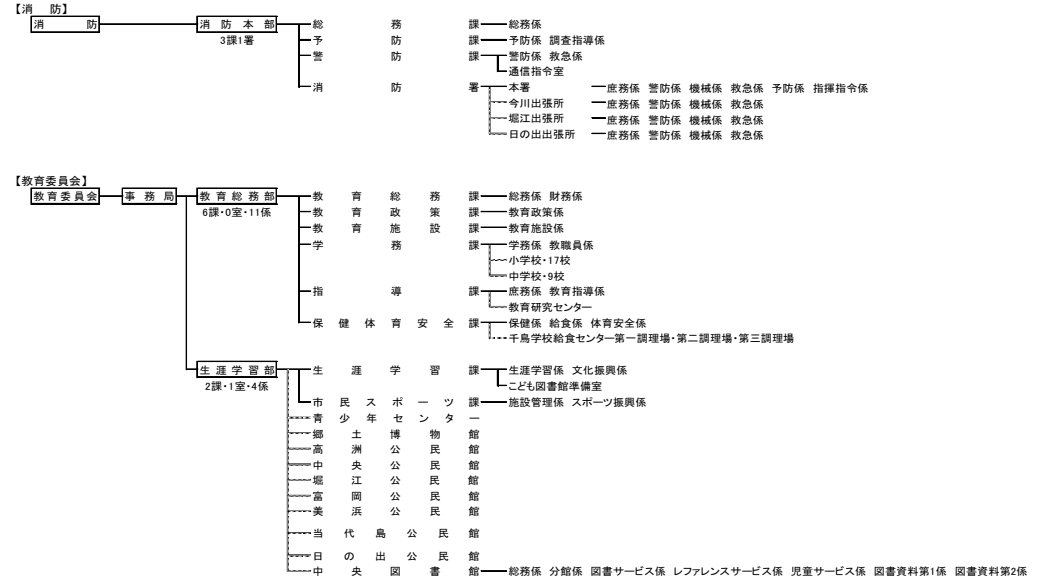 【消　防】
消防 消防本部 総務課 総務係
3課1署 予防課 予防係 調査指導係
警防課 警防係 救急係
通信指令室
消防署 本署 庶務係 警防係 機械係 救急係 予防係 指揮指令係
今川出張所 庶務係 警防係 機械係 救急係
堀江出張所 庶務係 警防係 機械係 救急係
日の出出張所 庶務係 警防係 機械係 救急係
【教育委員会】
教育委員会 事務局 教育総務部 教育総務課 総務係 財務係
6課・0室・11係 教育政策課 教育政策係
教育施設課 教育施設係
学務課 学務係 教職員係
小学校・17校
中学校・9校
指導課 庶務係 教育指導係
教育研究センター
保健体育安全課 保健係 給食係 体育安全係
千鳥学校給食センター第一調理場・第二調理場・第三調理場
生涯学習部 生涯学習課 生涯学習係 文化振興係
2課・1室・4係 こども図書館準備室
市民スポーツ課 施設管理係 スポーツ振興係
青少年センター
郷土博物館
高洲公民館
中央公民館
堀江公民館
富岡公民館
美浜公民館
当代島公民館
日の出公民館
中央図書館 総務係 分館係 図書サービス係 レファレンスサービス係 児童サービス係 図書資料第1係 図書資料第2係